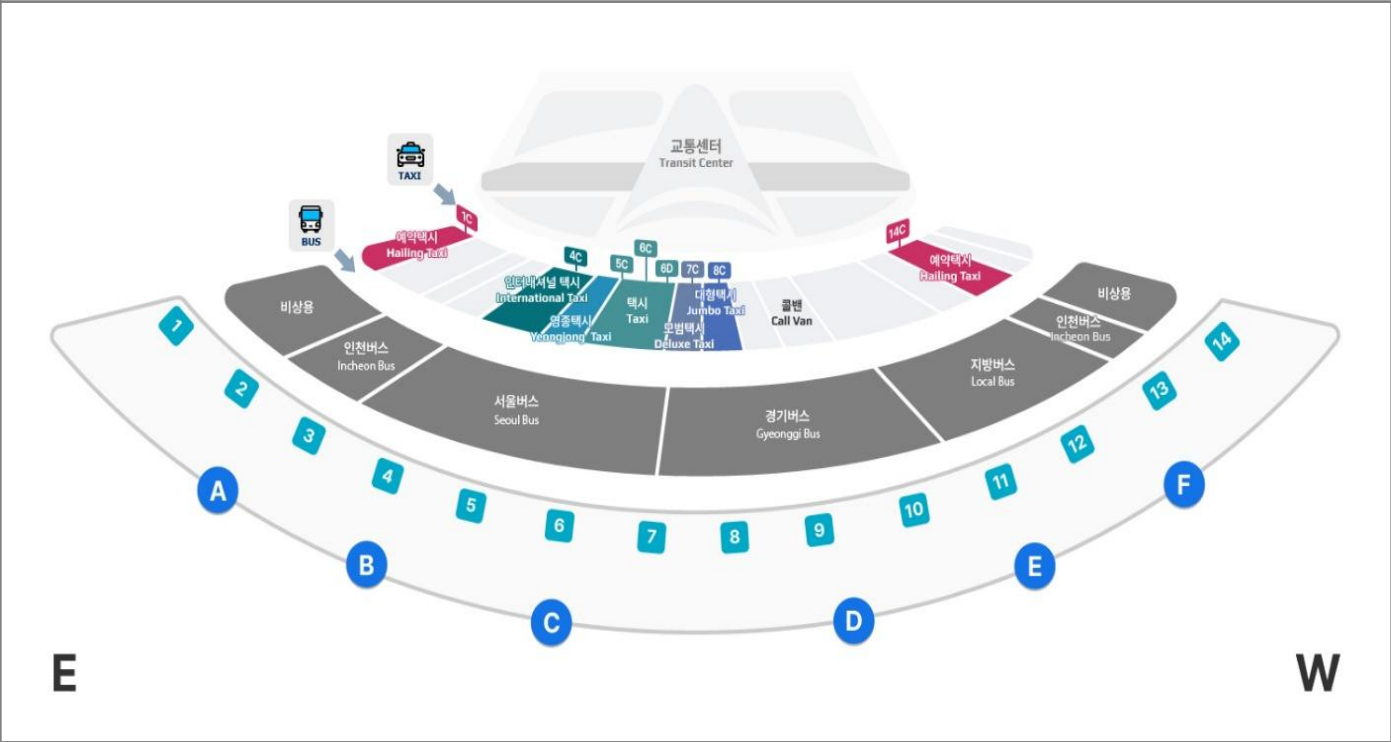 교통센터
Transit Center
TAXI
BUS
1C
예약택시
Hailing Taxi
14C
예약택시
Hailing Taxi
4C
5C
6C
6D
7C
8C
인터내셔널 택시
International Taxi
영종택시
Yeongjong Taxi
택시
Taxi
대형택시
Jumbo Taxi
모범택시
Deluxe Taxi
콜밴
Call Van
비상용
인천버스
Incheon Bus
서울버스
Seoul Bus
경기버스
Gyeonggi Bus
지방버스
Local Bus
인천버스
Incheon Bus
비상용
1
2
3
4
5
6
7
8
9
10
11
12
13
14
A
B
C
D
E
F
E
W